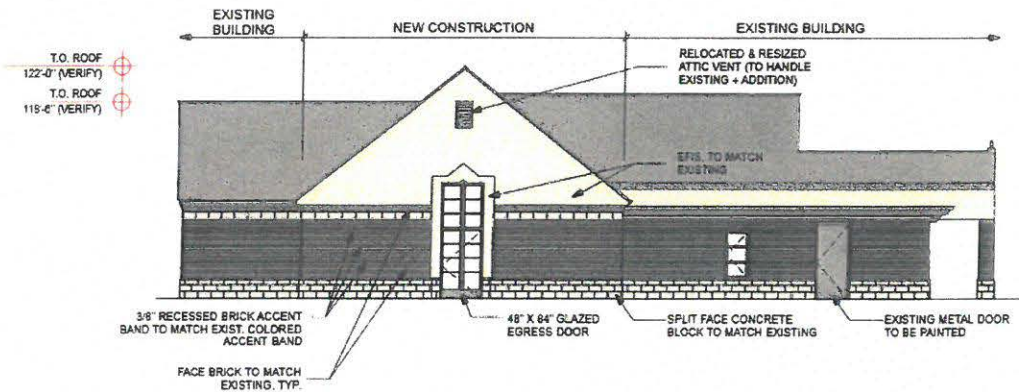 EXISTING
BUILDING
NEW CONSTRUCTION
EXISTING BUILDING
T.O. ROOF
122'-0" (VERIFY)
T.O. ROOF
118'-6" (VERIFY)
RELOCATED & RESIZED
ATTIC VENT (TO HANDLE
EXISTING + ADDITION)
EFIS, TO MATCH
EXISTING
3/8" RECESSED BRICK ACCENT
BAND TO MATCH EXIST. COLORED
ACCENT BAND
48" X 84" GLAZED
EGRESS DOOR
SPLIT FACE CONCRETE
BLOCK TO MATCH EXISTING
EXISTING METAL DOOR
TO BE PAINTED
FACE BRICK TO MATCH
EXISTING, TYP.